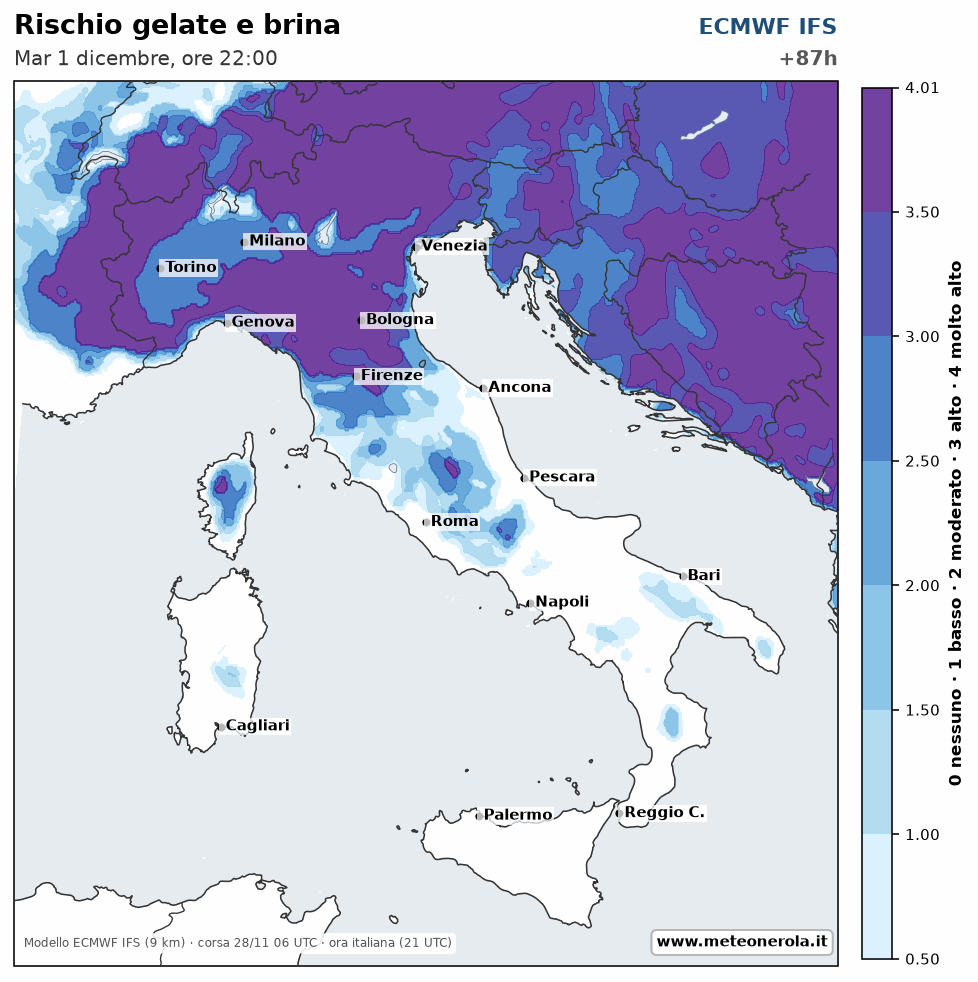 Rischio gelate e brina
ECMWF IFS
Mar 1 dicembre, ore 22:00
+87h
4.01
3.50
3.00
2.50
2.00
1.50
1.00
0.50
0 nessuno · 1 basso · 2 moderato · 3 alto · 4 molto alto
Milano
Venezia
Torino
Genova
Bologna
Firenze
Ancona
Pescara
Roma
Bari
Napoli
Cagliari
Palermo
Reggio C.
Modello ECMWF IFS (9 km) · corsa 28/11 06 UTC · ora italiana (21 UTC)
www.meteonerola.it